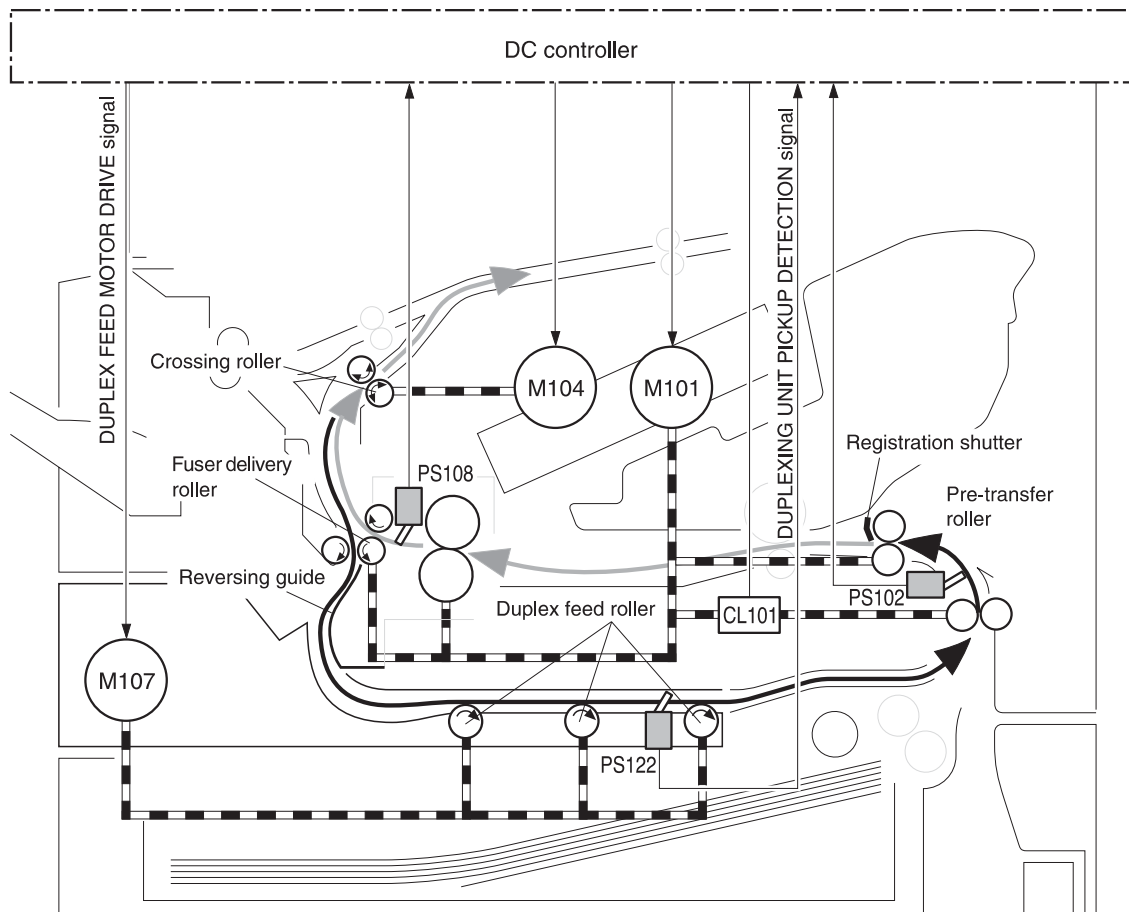 DC controller
DUPLEX FEED MOTOR DRIVE signal
DUPLEXING UNIT PICKUP DETECTION signal
Crossing roller
M104
M101
Registration shutter
Fuser delivery
roller
PS108
Pre-transfer
roller
Reversing guide
PS102
Duplex feed roller
CL101
M107
PS122